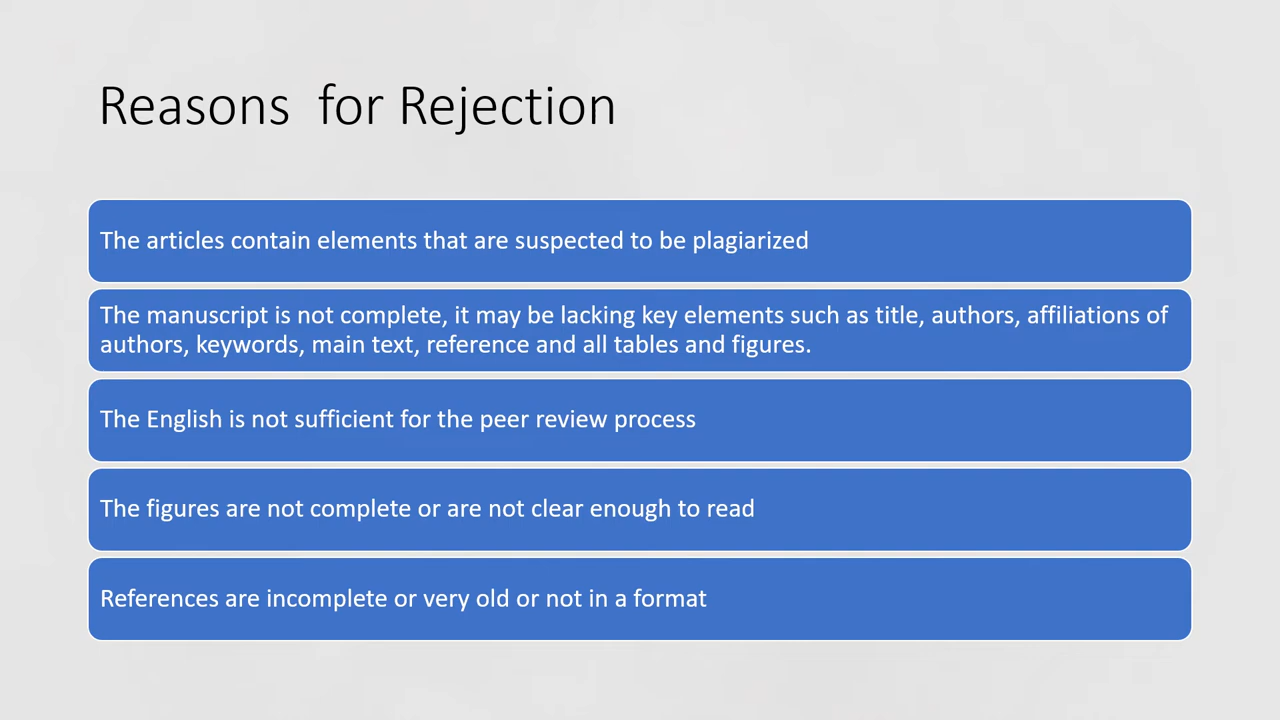 Reasons  for Rejection
The articles contain elements that are suspected to be plagiarized
The manuscript is not complete, it may be lacking key elements such as title, authors, affiliations of
authors, keywords, main text, reference and all tables and figures.
The English is not sufficient for the peer review process
The figures are not complete or are not clear enough to read
References are incomplete or very old or not in a format